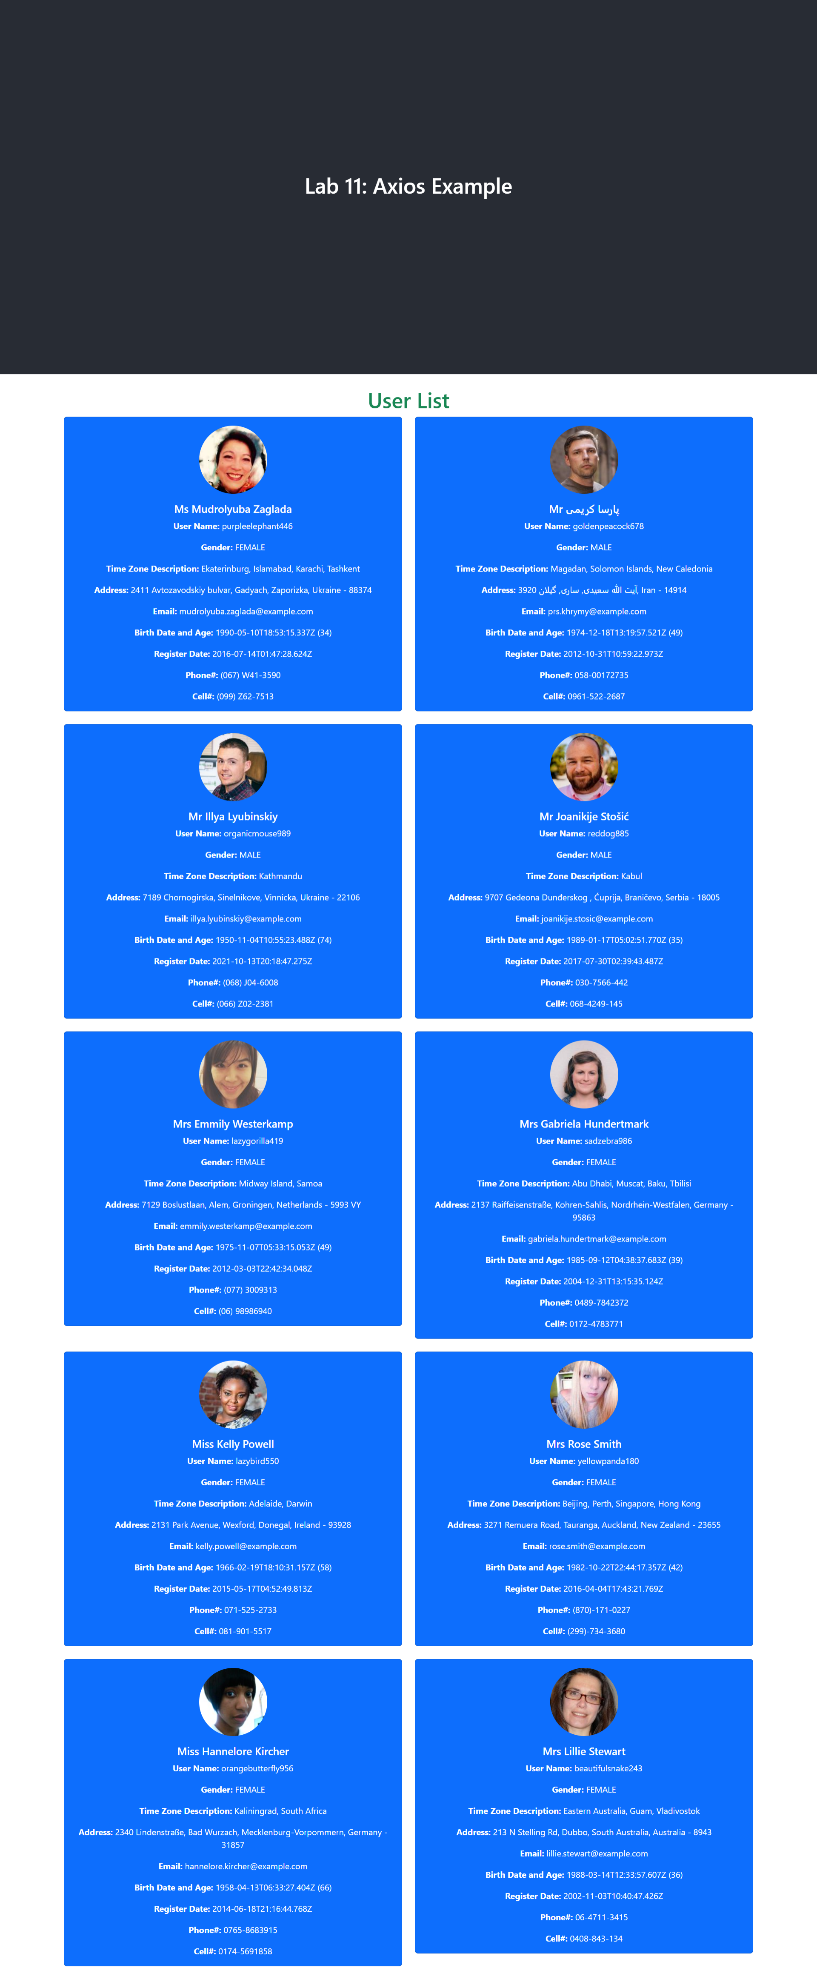 Lab 11: Axios Example
User List
Ms Mudrolyuba Zaglada
User Name: purpleelephant446
Gender: FEMALE
Time Zone Description: Ekaterinburg, Islamabad, Karachi, Tashkent
Address: 2411 Avtozavodskiy bulvar, Gadyach, Zaporizka, Ukraine - 88374
Email: mudrolyuba.zaglada@example.com
Birth Date and Age: 1990-05-10T18:53:15.337Z (34)
Register Date: 2016-07-14T01:47:28.624Z
Phone#: (067) W41-3590
Cell#: (099) Z62-7513
Mr پارسا کریمی
User Name: goldenpeacock678
Gender: MALE
Time Zone Description: Magadan, Solomon Islands, New Caledonia
Address: 3920 آیت الله سعیدی, ساری, گیلان, Iran - 14914
Email: prs.khrymy@example.com
Birth Date and Age: 1974-12-18T13:19:57.521Z (49)
Register Date: 2012-10-31T10:59:22.973Z
Phone#: 058-00172735
Cell#: 0961-522-2687
Mr Illya Lyubinskiy
User Name: organicmouse989
Gender: MALE
Time Zone Description: Kathmandu
Address: 7189 Chornogirska, Sinelnikove, Vinnicka, Ukraine - 22106
Email: illya.lyubinskiy@example.com
Birth Date and Age: 1950-11-04T10:55:23.488Z (74)
Register Date: 2021-10-13T20:18:47.275Z
Phone#: (068) J04-6008
Cell#: (066) Z02-2381
Mr Joanikije Stošić
User Name: reddog885
Gender: MALE
Time Zone Description: Kabul
Address: 9707 Gedeona Dunđerskog , Ćuprija, Braničevo, Serbia - 18005
Email: joanikije.stosic@example.com
Birth Date and Age: 1989-01-17T05:02:51.770Z (35)
Register Date: 2017-07-30T02:39:43.487Z
Phone#: 030-7566-442
Cell#: 068-4249-145
Mrs Emmily Westerkamp
User Name: lazygorilla419
Gender: FEMALE
Time Zone Description: Midway Island, Samoa
Address: 7129 Boslustlaan, Alem, Groningen, Netherlands - 5993 VY
Email: emmily.westerkamp@example.com
Birth Date and Age: 1975-11-07T05:33:15.053Z (49)
Register Date: 2012-03-03T22:42:34.048Z
Phone#: (077) 3009313
Cell#: (06) 98986940
Mrs Gabriela Hundertmark
User Name: sadzebra986
Gender: FEMALE
Time Zone Description: Abu Dhabi, Muscat, Baku, Tbilisi
Address: 2137 Raiffeisenstraße, Kohren-Sahlis, Nordrhein-Westfalen, Germany -
95863
Email: gabriela.hundertmark@example.com
Birth Date and Age: 1985-09-12T04:38:37.683Z (39)
Register Date: 2004-12-31T13:15:35.124Z
Phone#: 0489-7842372
Cell#: 0172-4783771
Miss Kelly Powell
User Name: lazybird550
Gender: FEMALE
Time Zone Description: Adelaide, Darwin
Address: 2131 Park Avenue, Wexford, Donegal, Ireland - 93928
Email: kelly.powell@example.com
Birth Date and Age: 1966-02-19T18:10:31.157Z (58)
Register Date: 2015-05-17T04:52:49.813Z
Phone#: 071-525-2733
Cell#: 081-901-5517
Mrs Rose Smith
User Name: yellowpanda180
Gender: FEMALE
Time Zone Description: Beijing, Perth, Singapore, Hong Kong
Address: 3271 Remuera Road, Tauranga, Auckland, New Zealand - 23655
Email: rose.smith@example.com
Birth Date and Age: 1982-10-22T22:44:17.357Z (42)
Register Date: 2016-04-04T17:43:21.769Z
Phone#: (870)-171-0227
Cell#: (299)-734-3680
Miss Hannelore Kircher
User Name: orangebutterfly956
Gender: FEMALE
Time Zone Description: Kaliningrad, South Africa
Address: 2340 Lindenstraße, Bad Wurzach, Mecklenburg-Vorpommern, Germany -
31857
Email: hannelore.kircher@example.com
Birth Date and Age: 1958-04-13T06:33:27.404Z (66)
Register Date: 2014-06-18T21:16:44.768Z
Phone#: 0765-8683915
Cell#: 0174-5691858
Mrs Lillie Stewart
User Name: beautifulsnake243
Gender: FEMALE
Time Zone Description: Eastern Australia, Guam, Vladivostok
Address: 213 N Stelling Rd, Dubbo, South Australia, Australia - 8943
Email: lillie.stewart@example.com
Birth Date and Age: 1988-03-14T12:33:57.607Z (36)
Register Date: 2002-11-03T10:40:47.426Z
Phone#: 06-4711-3415
Cell#: 0408-843-134